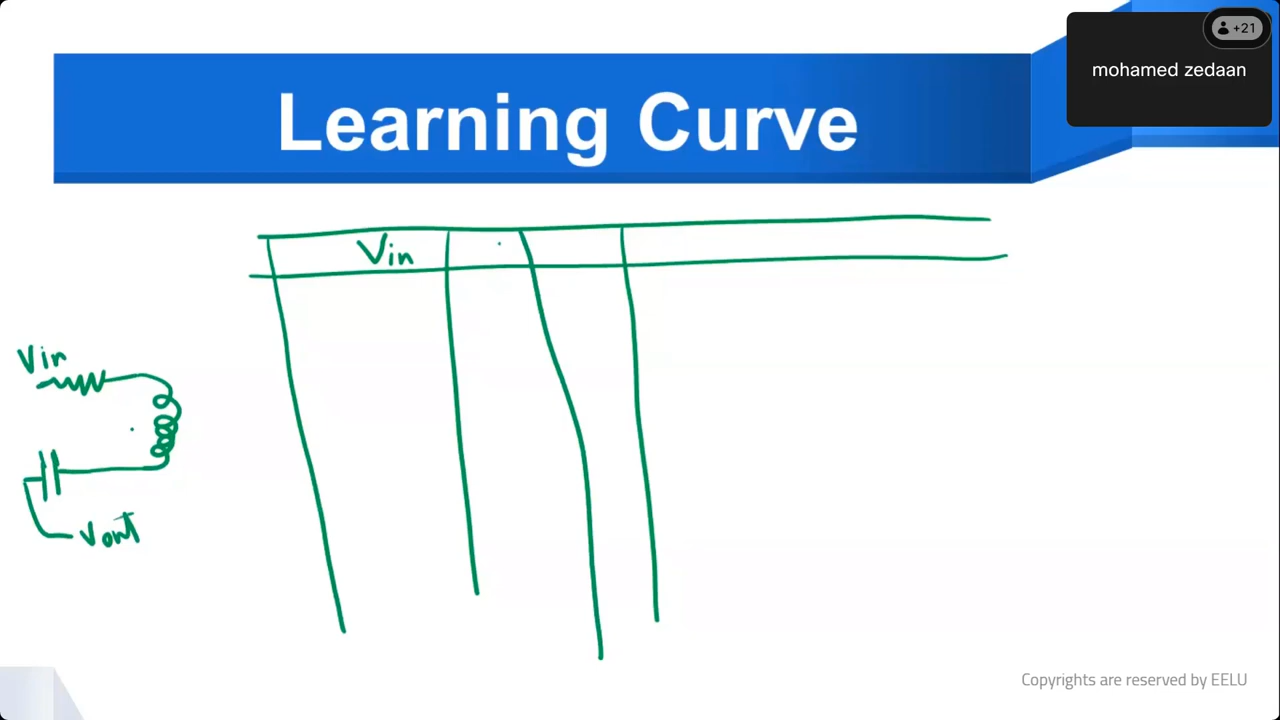 +21
mohamed zedaan
Learning Curve
Vin
Vin
Vout
Copyrights are reserved by EELU